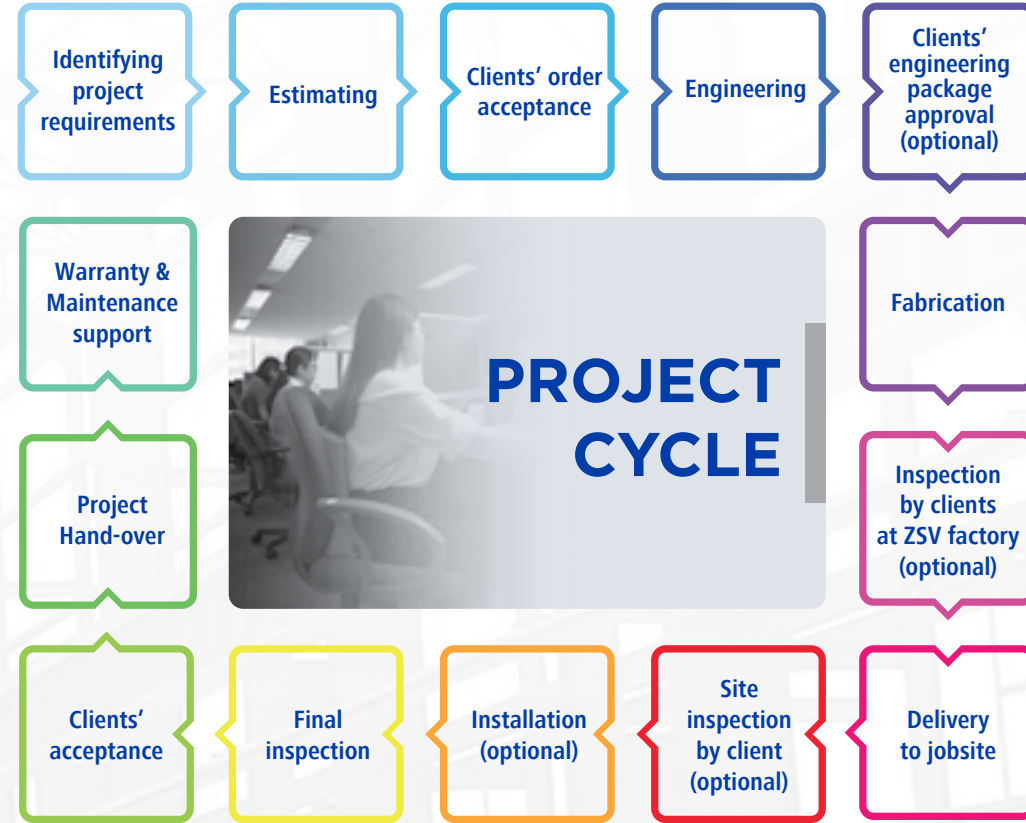 Identifying
project
requirements
Estimating
Clients’ order
acceptance
Engineering
Clients’
engineering
package
approval
(optional)
Warranty &
Maintenance
support
PROJECT
CYCLE
Fabrication
Project
Hand-over
Inspection
by clients
at ZSV factory
(optional)
Clients’
acceptance
Final
inspection
Installation
(optional)
Site
inspection
by client
(optional)
Delivery
to jobsite